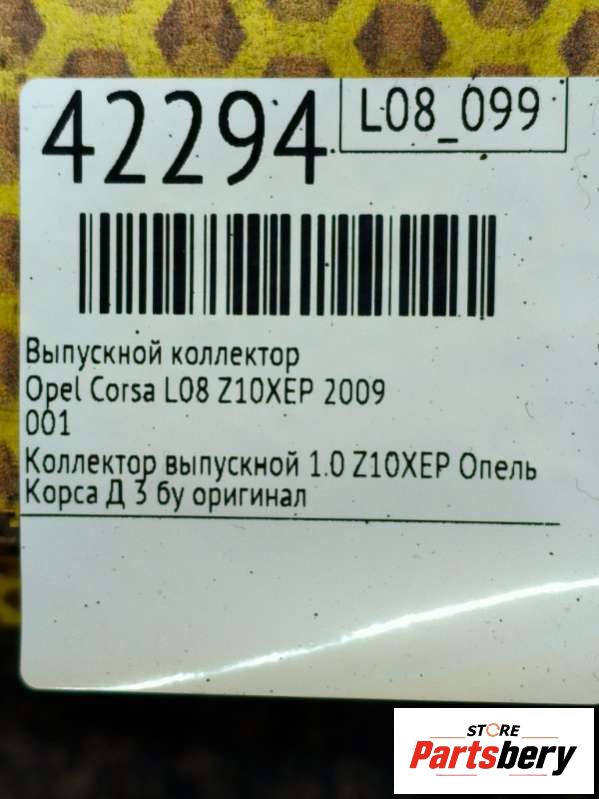 42294
L08_099
Выпускной коллектор
Opel Corsa L08 Z10XEP 2009
001
Коллектор выпускной 1.0 Z10XEP Опель
Корса Д 3 бу оригинал
STORE
Partsbery